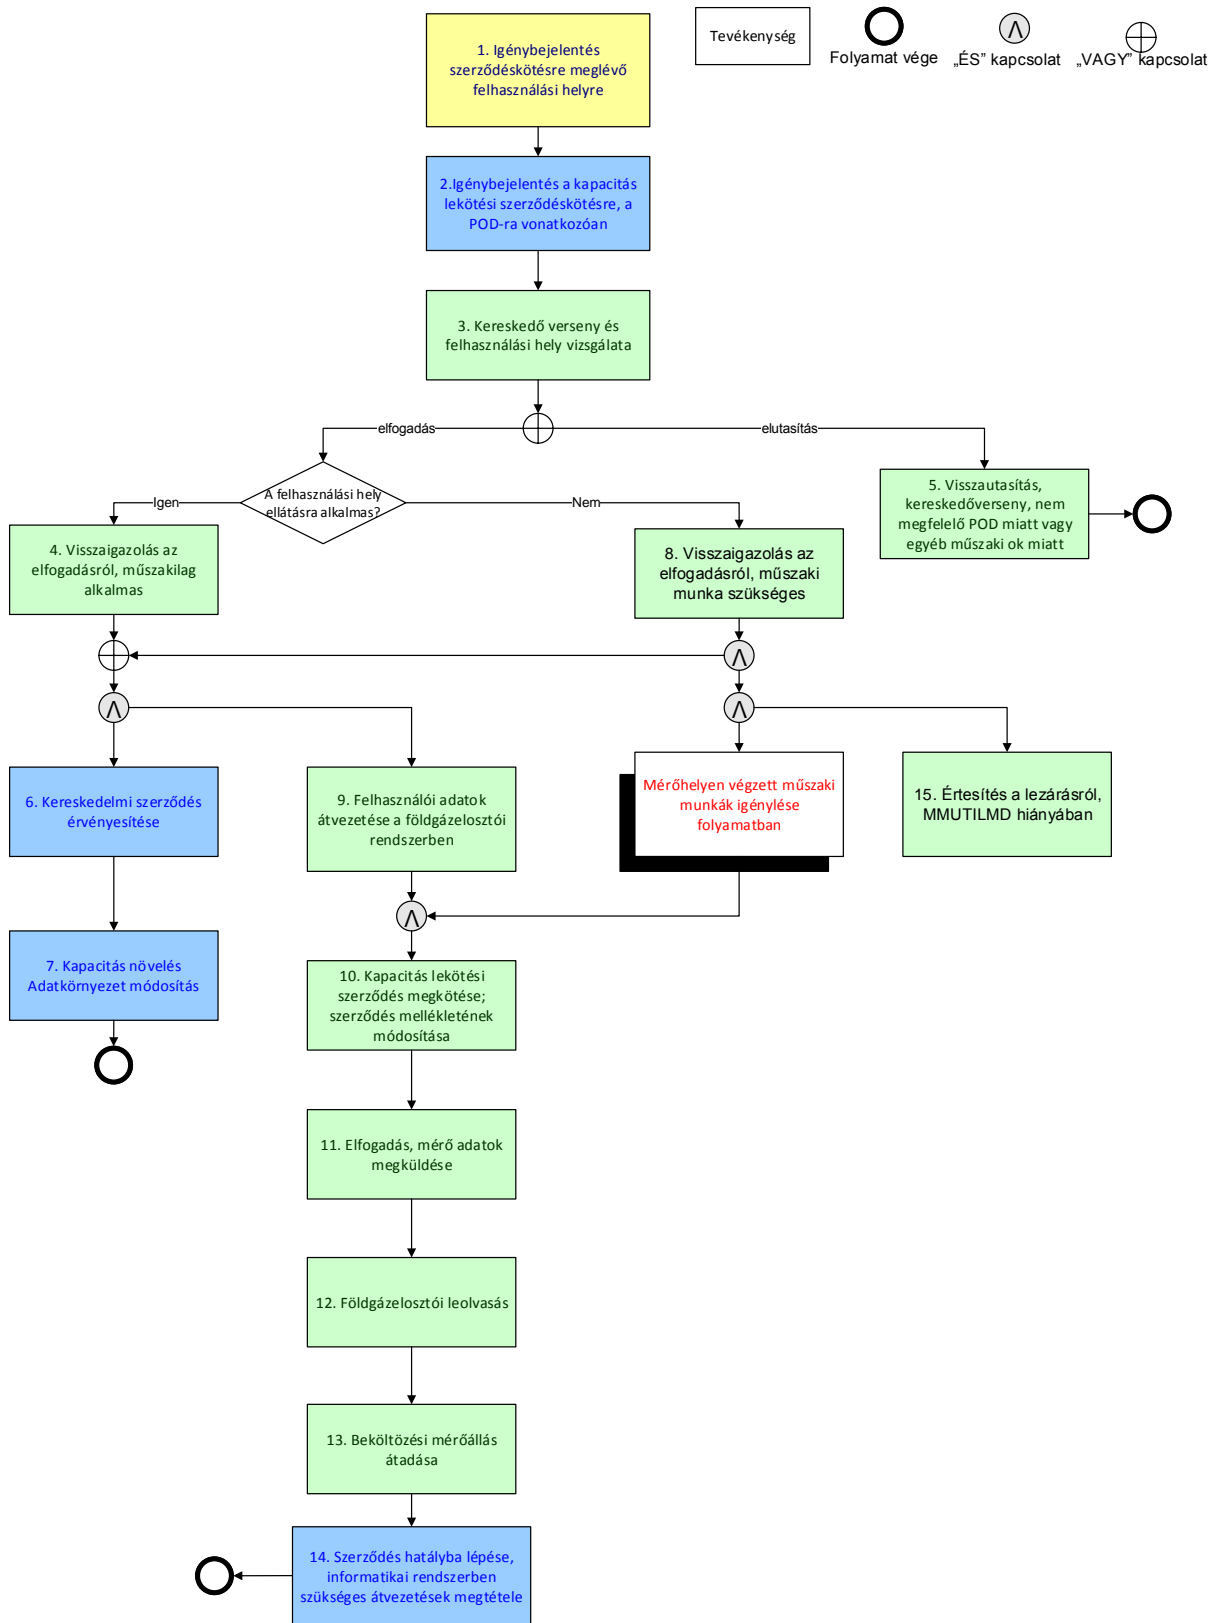 1. Igénybejelentés
szerződéskötésre meglévő
felhasználási helyre
Tevékenység
Folyamat vége
„ÉS” kapcsolat
„VAGY” kapcsolat
2.Igénybejelentés a kapacitás
lekötési szerződéskötésre, a
POD-ra vonatkozóan
3. Kereskedő verseny és
felhasználási hely vizsgálata
elfogadás
elutasítás
A felhasználási hely
ellátásra alkalmas?
Igen
Nem
5. Visszautasítás,
kereskedőverseny, nem
megfelelő POD miatt vagy
egyéb műszaki ok miatt
4. Visszaigazolás az
elfogadásról, műszakilag
alkalmas
8. Visszaigazolás az
elfogadásról, műszaki
munka szükséges
Λ
Λ
Λ
6. Kereskedelmi szerződés
érvényesítése
9. Felhasználói adatok
átvezetése a földgázelosztói
rendszerben
Mérőhelyen végzett műszaki
munkák igénylése
folyamatban
15. Értesítés a lezárásról,
MMUTILMD hiányában
Λ
7. Kapacitás növelés
Adatkörnyezet módosítás
10. Kapacitás lekötési
szerződés megkötése;
szerződés mellékletének
módosítása
11. Elfogadás, mérő adatok
megküldése
12. Földgázelosztói leolvasás
13. Beköltözési mérőállás
átadása
14. Szerződés hatályba lépése,
informatikai rendszerben
szükséges átvezetések megtétele
Λ